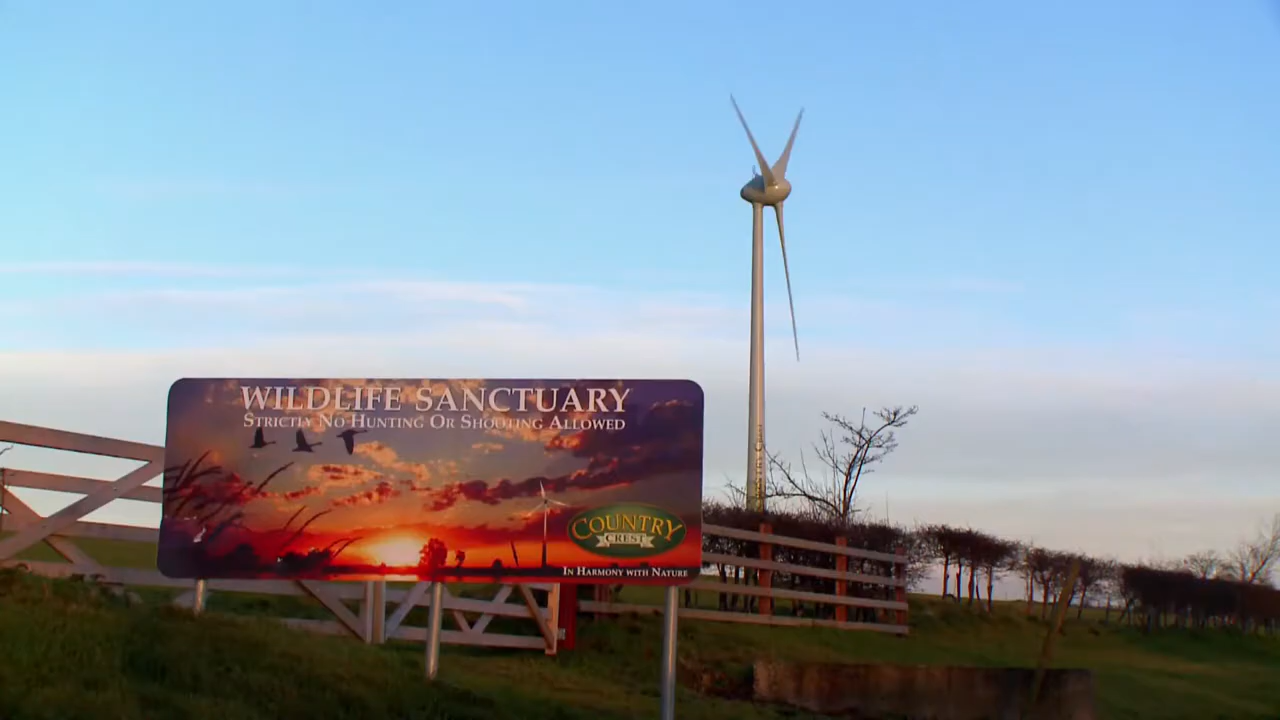 WILDLIFE SANCTUARY
STRICTLY NO HUNTING OR SHOOTING ALLOWED
COUNTRY
CREST
IN HARMONY WITH NATURE